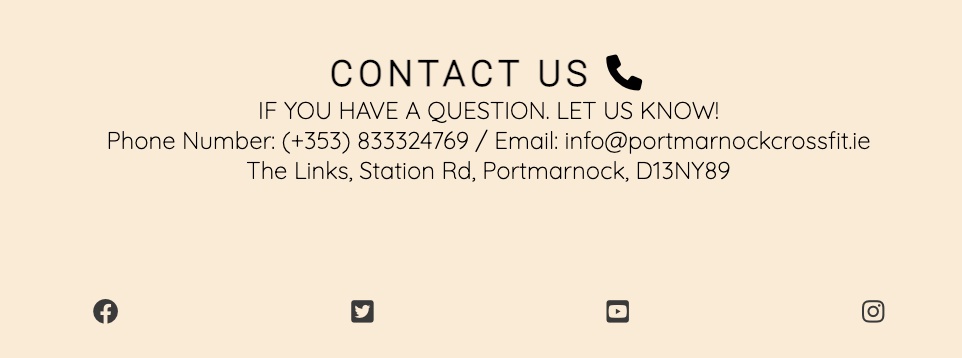 CONTACT US
IF YOU HAVE A QUESTION. LET US KNOW!
Phone Number: (+353) 833324769 / Email: info@portmarnockcrossfit.ie
The Links, Station Rd, Portmarnock, D13NY89